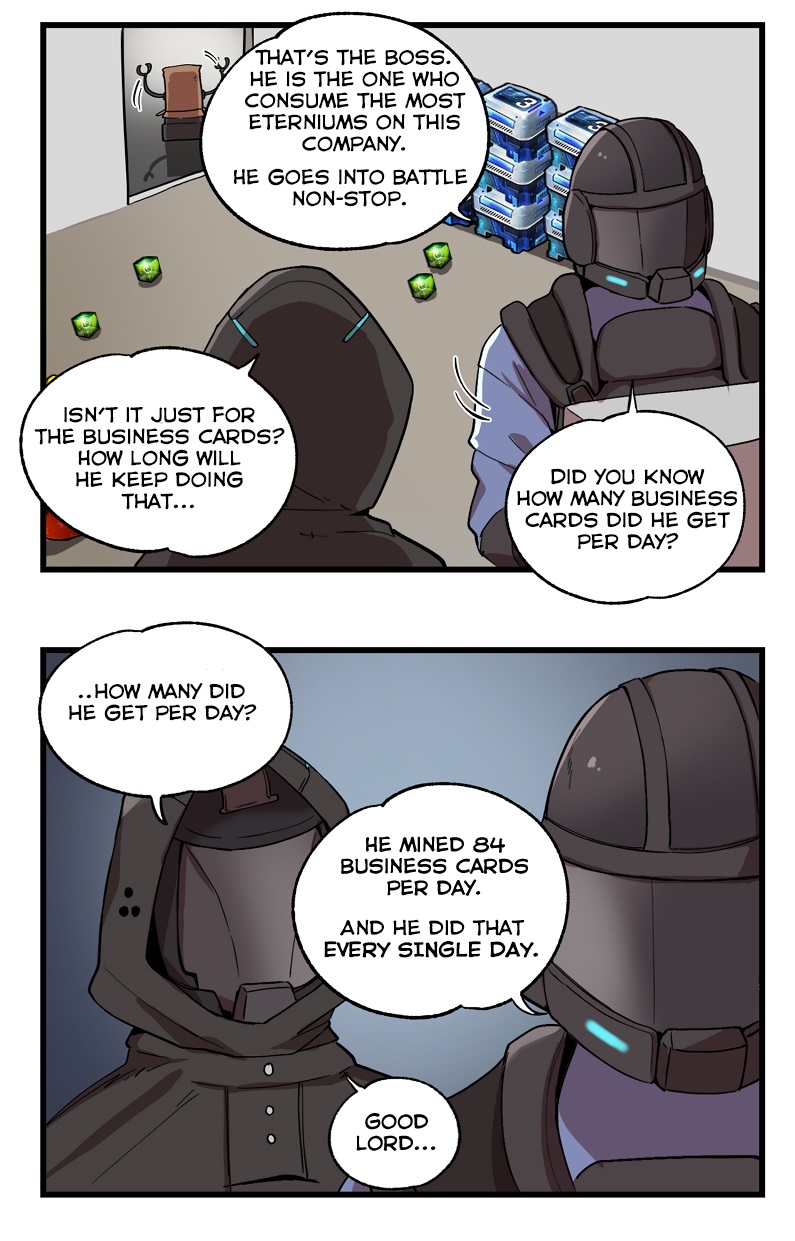 THAT'S THE BOSS.
HE IS THE ONE WHO
CONSUME THE MOST
ETERNIUMS ON THIS
COMPANY.
HE GOES INTO BATTLE
NON-STOP.
3
3
ISN'T IT JUST FOR
THE BUSINESS CARDS?
HOW LONG WILL
HE KEEP DOING
THAT...
DID YOU KNOW
HOW MANY BUSINESS
CARDS DID HE GET
PER DAY?
..HOW MANY DID
HE GET PER DAY?
HE MINED 84
BUSINESS CARDS
PER DAY.
AND HE DID THAT
EVERY SINGLE DAY.
GOOD
LORD...